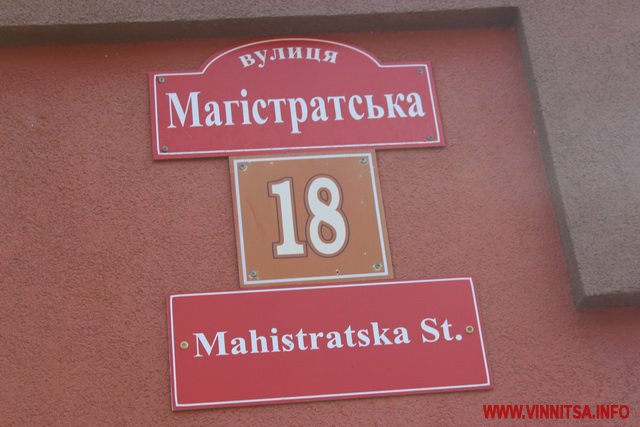 вулиця
Магістратська
18
Mahistratska St.
WWW.VINNITSA.INFO